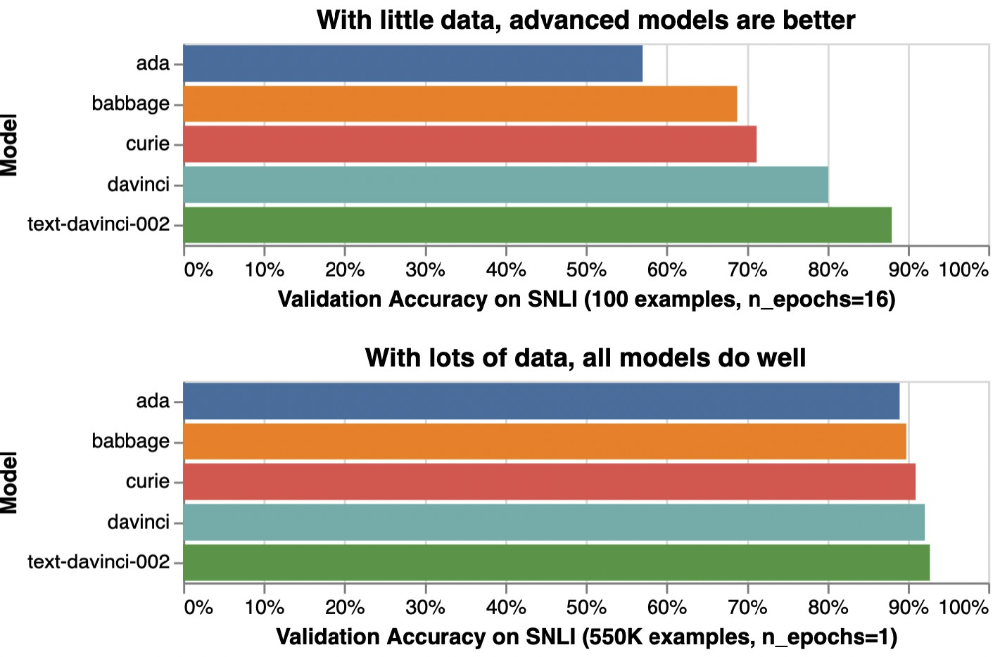 With little data, advanced models are better
Model
ada
babbage
curie
davinci
text-davinci-002
0% 10% 20% 30% 40% 50% 60% 70% 80% 90% 100%
Validation Accuracy on SNLI (100 examples, n_epochs=16)
With lots of data, all models do well
Model
ada
babbage
curie
davinci
text-davinci-002
0% 10% 20% 30% 40% 50% 60% 70% 80% 90% 100%
Validation Accuracy on SNLI (550K examples, n_epochs=1)